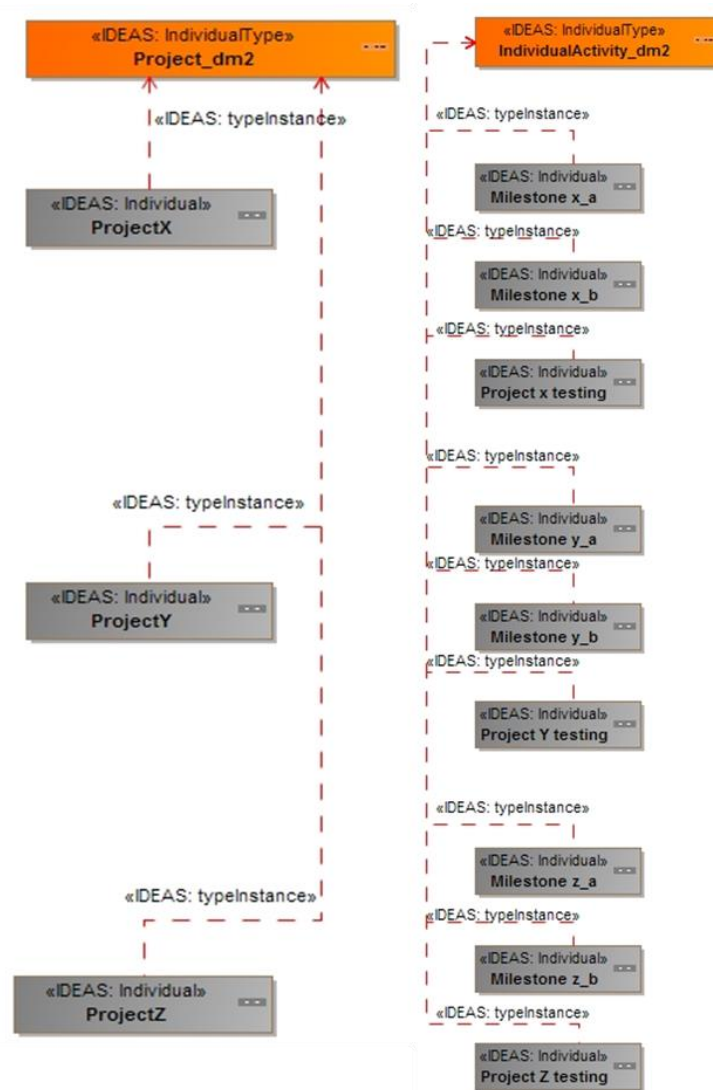 «IDEAS: IndividualType»
Project_dm2
«IDEAS: typeInstance»
«IDEAS: Individual»
ProjectX
«IDEAS: typeInstance»
«IDEAS: Individual»
ProjectY
«IDEAS: typeInstance»
«IDEAS: Individual»
ProjectZ
«IDEAS: IndividualType»
IndividualActivity_dm2
«IDEAS: typeInstance»
«IDEAS: Individual»
Milestone x_a
«IDEAS: typeInstance»
«IDEAS: Individual»
Milestone x_b
«IDEAS: typeInstance»
«IDEAS: Individual»
Project x testing
«IDEAS: typeInstance»
«IDEAS: Individual»
Milestone y_a
«IDEAS: typeInstance»
«IDEAS: Individual»
Milestone y_b
«IDEAS: typeInstance»
«IDEAS: Individual»
Project Y testing
«IDEAS: typeInstance»
«IDEAS: Individual»
Milestone z_a
«IDEAS: typeInstance»
«IDEAS: Individual»
Milestone z_b
«IDEAS: typeInstance»
«IDEAS: Individual»
Project Z testing